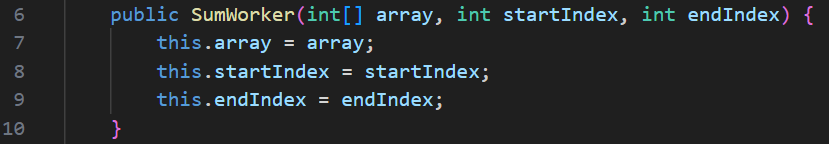 6 public SumWorker(int[] array, int startIndex, int endIndex) {
7 this.array = array;
8 this.startIndex = startIndex;
9 this.endIndex = endIndex;
10 }